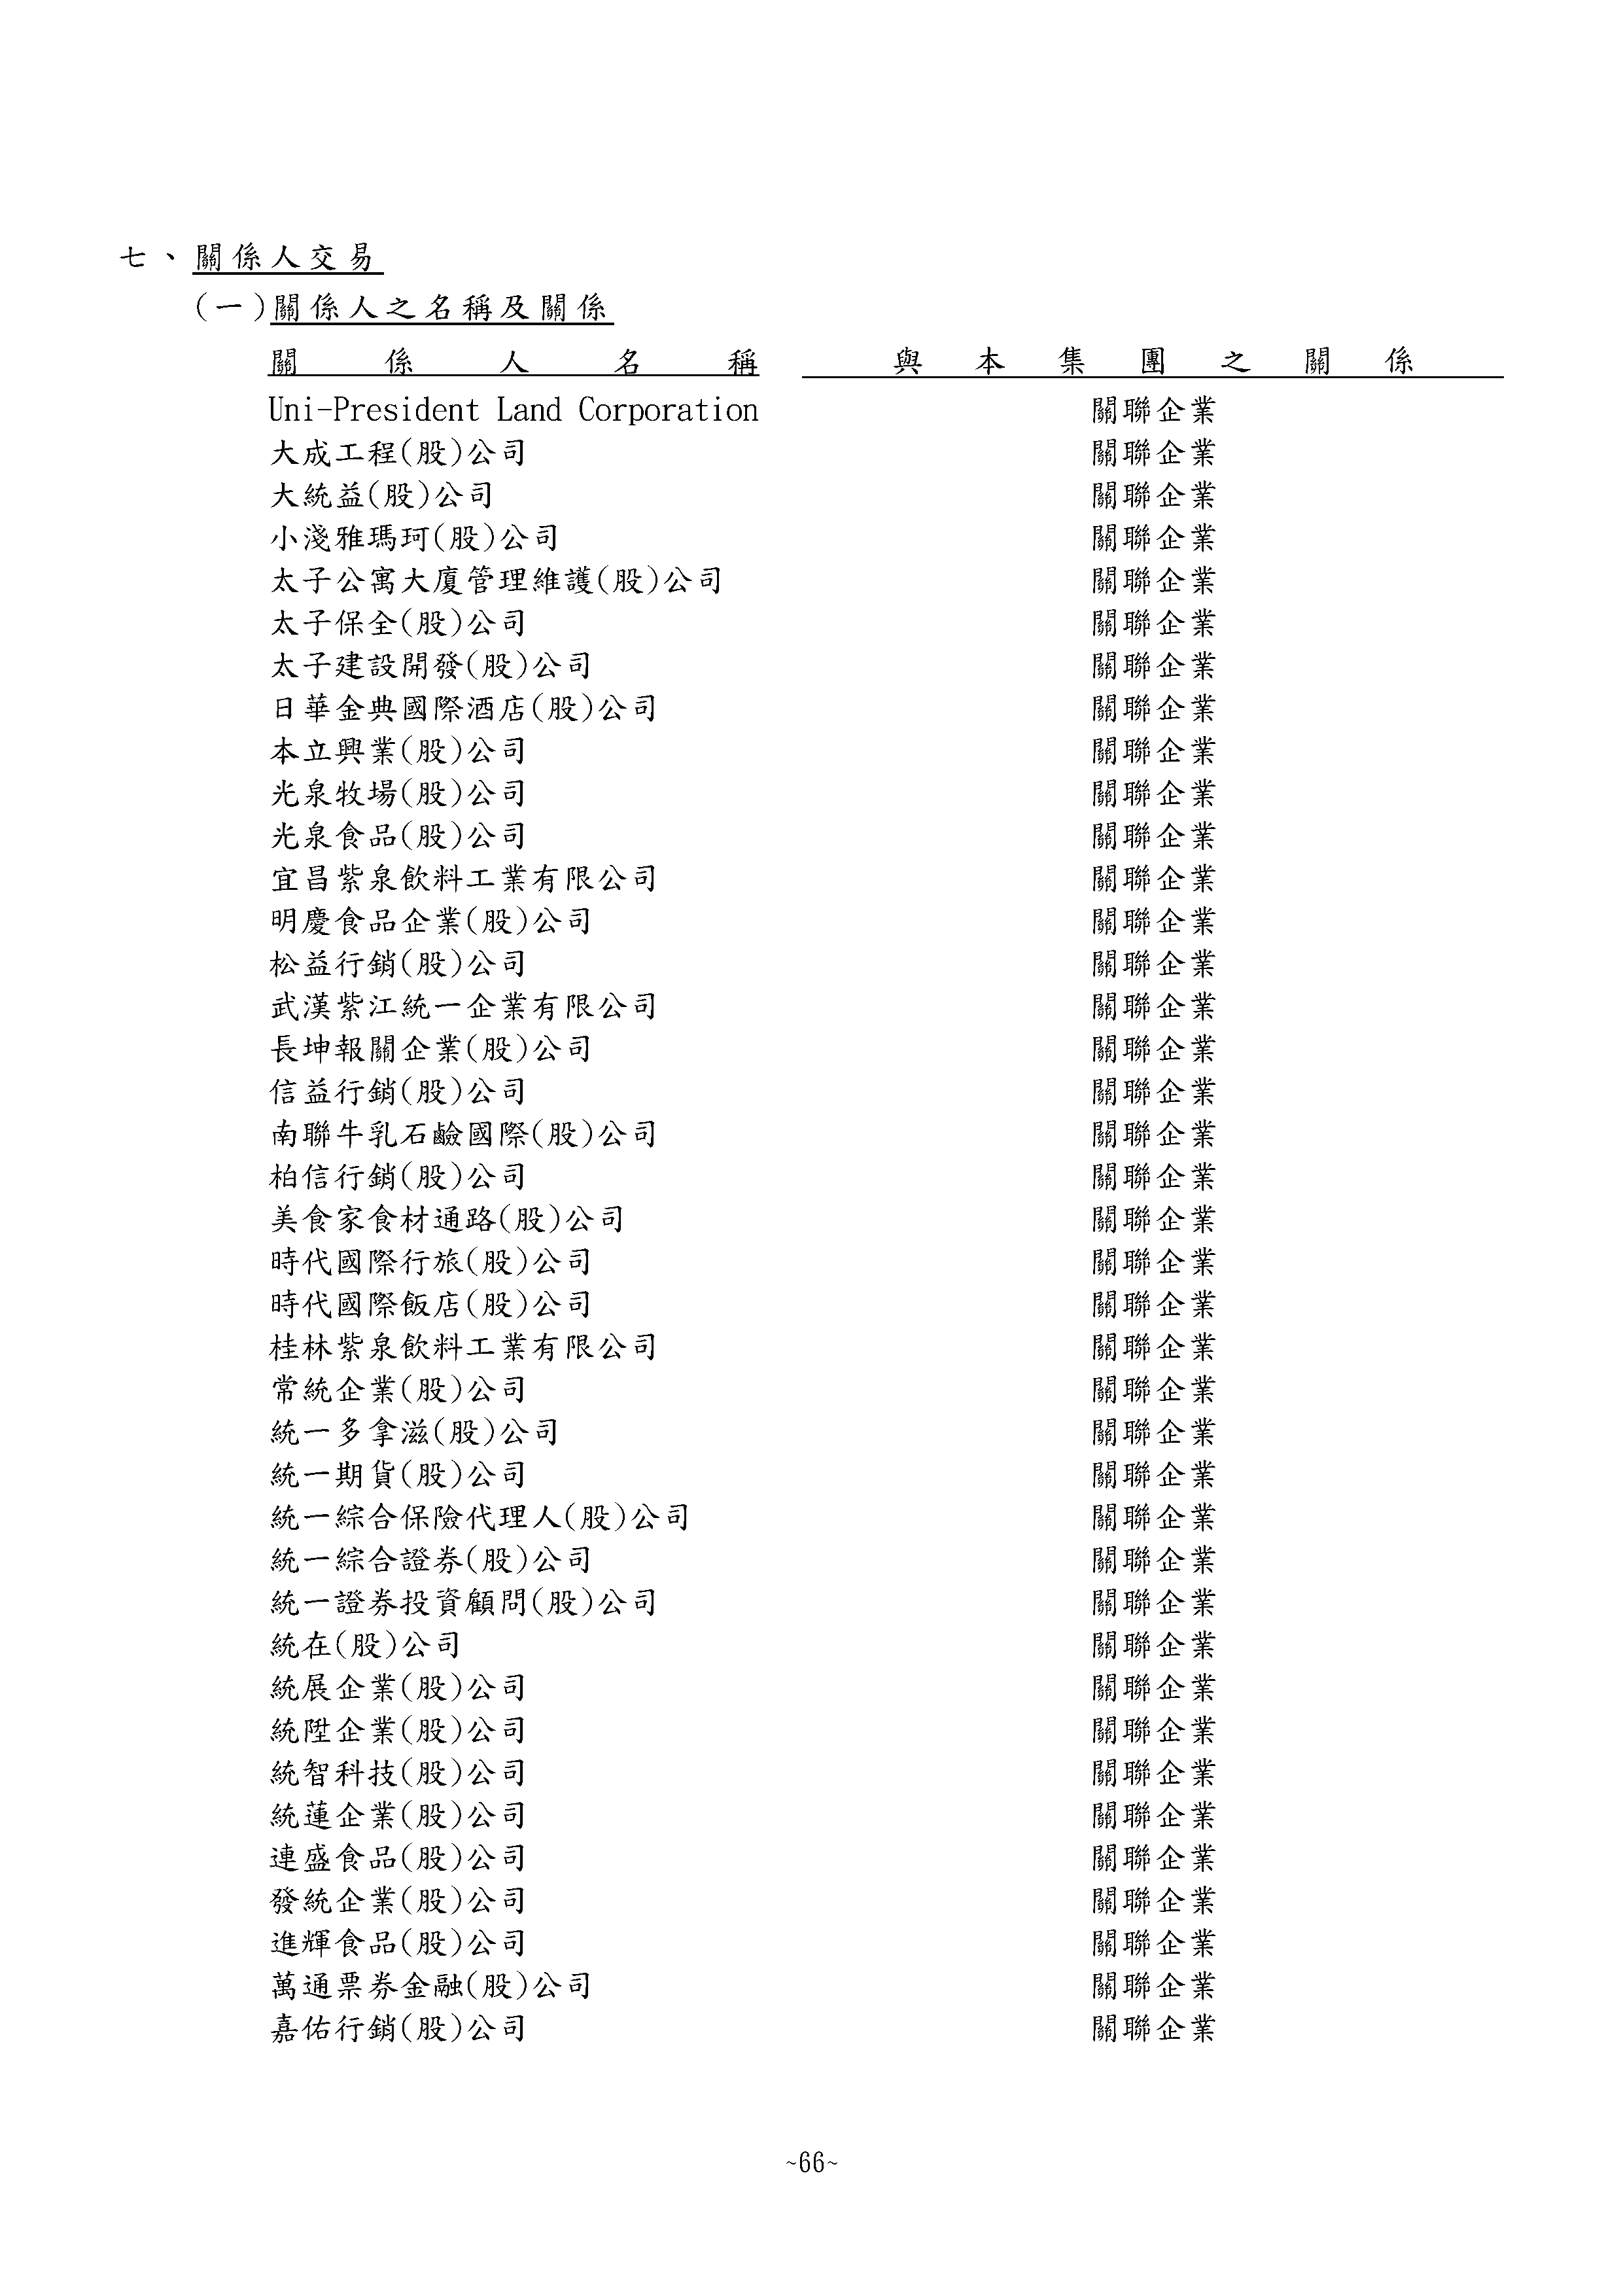 七、關係人交易
(一)關係人之名稱及關係
關係人名稱 與本集團之關係
Uni-President Land Corporation 關聯企業
大成工程(股)公司 關聯企業
大統益(股)公司 關聯企業
小淺雅瑪珂(股)公司 關聯企業
太子公寓大廈管理維護(股)公司 關聯企業
太子保全(股)公司 關聯企業
太子建設開發(股)公司 關聯企業
日華金典國際酒店(股)公司 關聯企業
本立興業(股)公司 關聯企業
光泉牧場(股)公司 關聯企業
光泉食品(股)公司 關聯企業
宜昌紫泉飲料工業有限公司 關聯企業
明慶食品企業(股)公司 關聯企業
松益行銷(股)公司 關聯企業
武漢紫江統一企業有限公司 關聯企業
長坤報關企業(股)公司 關聯企業
信益行銷(股)公司 關聯企業
南聯牛乳石鹼國際(股)公司 關聯企業
柏信行銷(股)公司 關聯企業
美食家食材通路(股)公司 關聯企業
時代國際行旅(股)公司 關聯企業
時代國際飯店(股)公司 關聯企業
桂林紫泉飲料工業有限公司 關聯企業
常統企業(股)公司 關聯企業
統一多拿滋(股)公司 關聯企業
統一期貨(股)公司 關聯企業
統一綜合保險代理人(股)公司 關聯企業
統一綜合證券(股)公司 關聯企業
統一證券投資顧問(股)公司 關聯企業
統在(股)公司 關聯企業
統展企業(股)公司 關聯企業
統陞企業(股)公司 關聯企業
統智科技(股)公司 關聯企業
統蓮企業(股)公司 關聯企業
連盛食品(股)公司 關聯企業
發統企業(股)公司 關聯企業
進輝食品(股)公司 關聯企業
萬通票券金融(股)公司 關聯企業
嘉佑行銷(股)公司 關聯企業
~66~